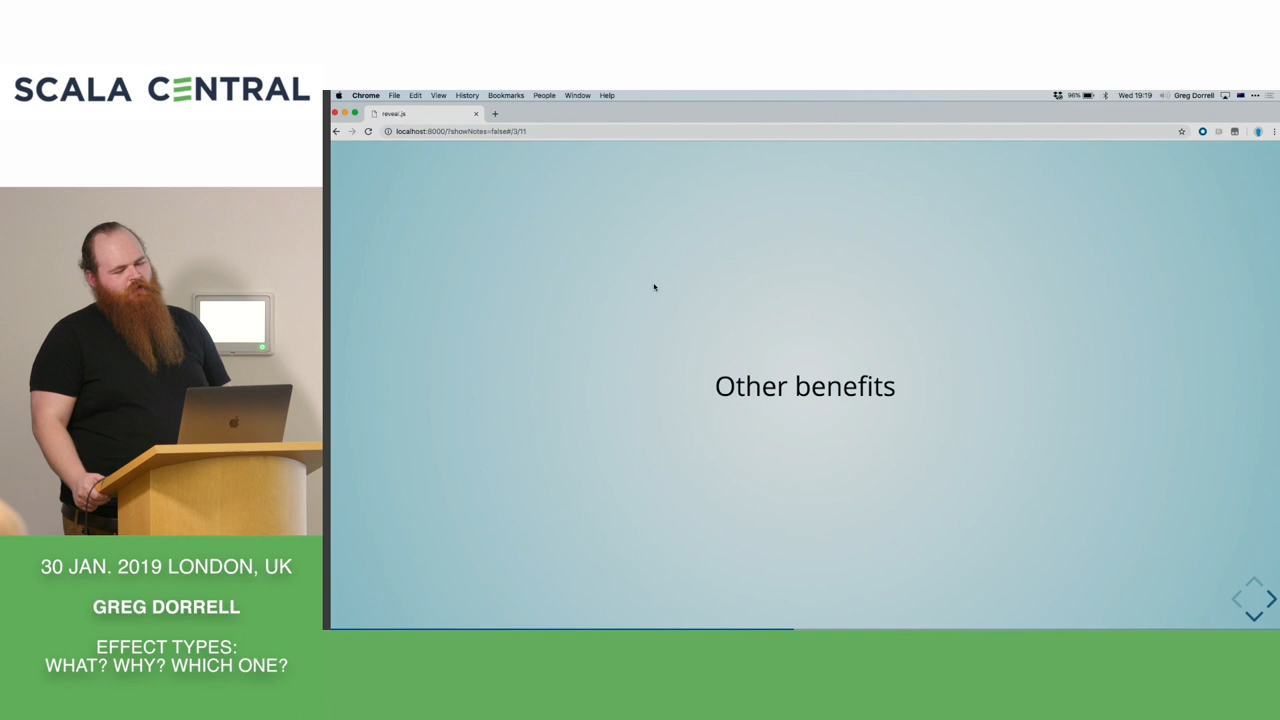 SCALA CENTRAL
Chrome File Edit View History Bookmarks People Window Help
96% Wed 19:19 Greg Dorrell
reveal.js
localhost:8000/?showNotes=false#/3/11
Other benefits
30 JAN. 2019 LONDON, UK
GREG DORRELL
EFFECT TYPES:
WHAT? WHY? WHICH ONE?